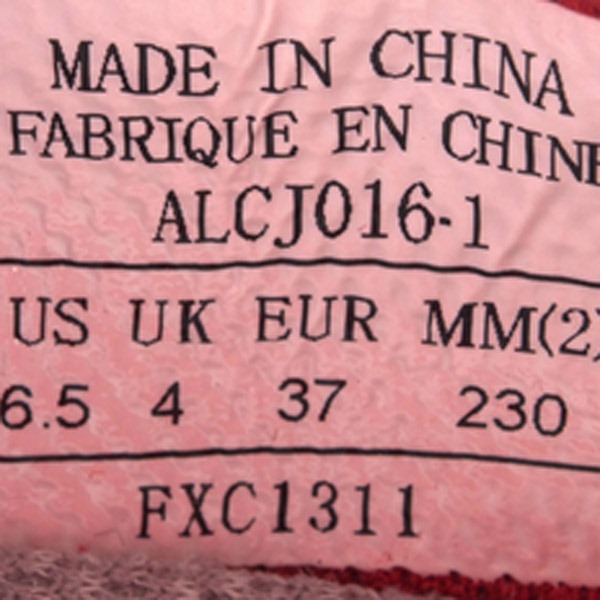 MADE IN CHINA
FABRIQUE EN CHINE
ALCJ016-1
US UK EUR MM(2)
6.5 4 37 230
FXC1311